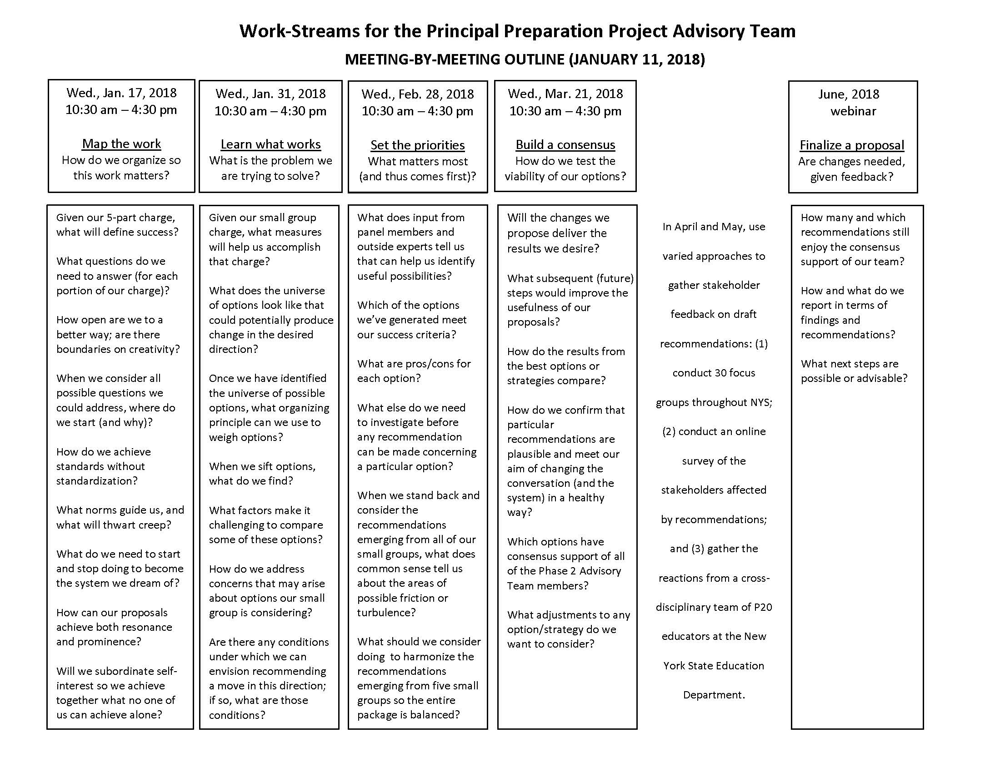 Work-Streams for the Principal Preparation Project Advisory Team
MEETING-BY-MEETING OUTLINE (JANUARY 11, 2018)
Wed., Jan. 17, 2018
10:30 am – 4:30 pm
Map the work
How do we organize so
this work matters?
Wed., Jan. 31, 2018
10:30 am – 4:30 pm
Learn what works
What is the problem we
are trying to solve?
Wed., Feb. 28, 2018
10:30 am – 4:30 pm
Set the priorities
What matters most
(and thus comes first)?
Wed., Mar. 21, 2018
10:30 am – 4:30 pm
Build a consensus
How do we test the
viability of our options?
June, 2018
webinar
Finalize a proposal
Are changes needed,
given feedback?
Given our 5-part charge,
what will define success?
What questions do we
need to answer (for each
portion of our charge)?
How open are we to a
better way; are there
boundaries on creativity?
When we consider all
possible questions we
could address, where do
we start (and why)?
How do we achieve
standards without
standardization?
What norms guide us, and
what will thwart creep?
What do we need to start
and stop doing to become
the system we dream of?
How can our proposals
achieve both resonance
and prominence?
Will we subordinate self-
interest so we achieve
together what no one of
us can achieve alone?
Given our small group
charge, what measures
will help us accomplish
that charge?
What does the universe
of options look like that
could potentially produce
change in the desired
direction?
Once we have identified
the universe of possible
options, what organizing
principle can we use to
weigh options?
When we sift options,
what do we find?
What factors make it
challenging to compare
some of these options?
How do we address
concerns that may arise
about options our small
group is considering?
Are there any conditions
under which we can
envision recommending
a move in this direction;
if so, what are those
conditions?
What does input from
panel members and
outside experts tell us
that can help us identify
useful possibilities?
Which of the options
we've generated meet
our success criteria?
What are pros/cons for
each option?
What else do we need
to investigate before
any recommendation
can be made concerning
a particular option?
When we stand back and
consider the
recommendations
emerging from all of our
small groups, what does
common sense tell us
about the areas of
possible friction or
turbulence?
What should we consider
doing  to harmonize the
recommendations
emerging from five small
groups so the entire
package is balanced?
Will the changes we
propose deliver the
results we desire?
What subsequent (future)
steps would improve the
usefulness of our
proposals?
How do the results from
the best options or
strategies compare?
How do we confirm that
particular
recommendations are
plausible and meet our
aim of changing the
conversation (and the
system) in a healthy
way?
Which options have
consensus support of all
of the Phase 2 Advisory
Team members?
What adjustments to any
option/strategy do we
want to consider?
In April and May, use
varied approaches to
gather stakeholder
feedback on draft
recommendations: (1)
conduct 30 focus
groups throughout NYS;
(2) conduct an online
survey of the
stakeholders affected
by recommendations;
and (3) gather the
reactions from a cross-
disciplinary team of P20
educators at the New
York State Education
Department.
How many and which
recommendations still
enjoy the consensus
support of our team?
How and what do we
report in terms of
findings and
recommendations?
What next steps are
possible or advisable?